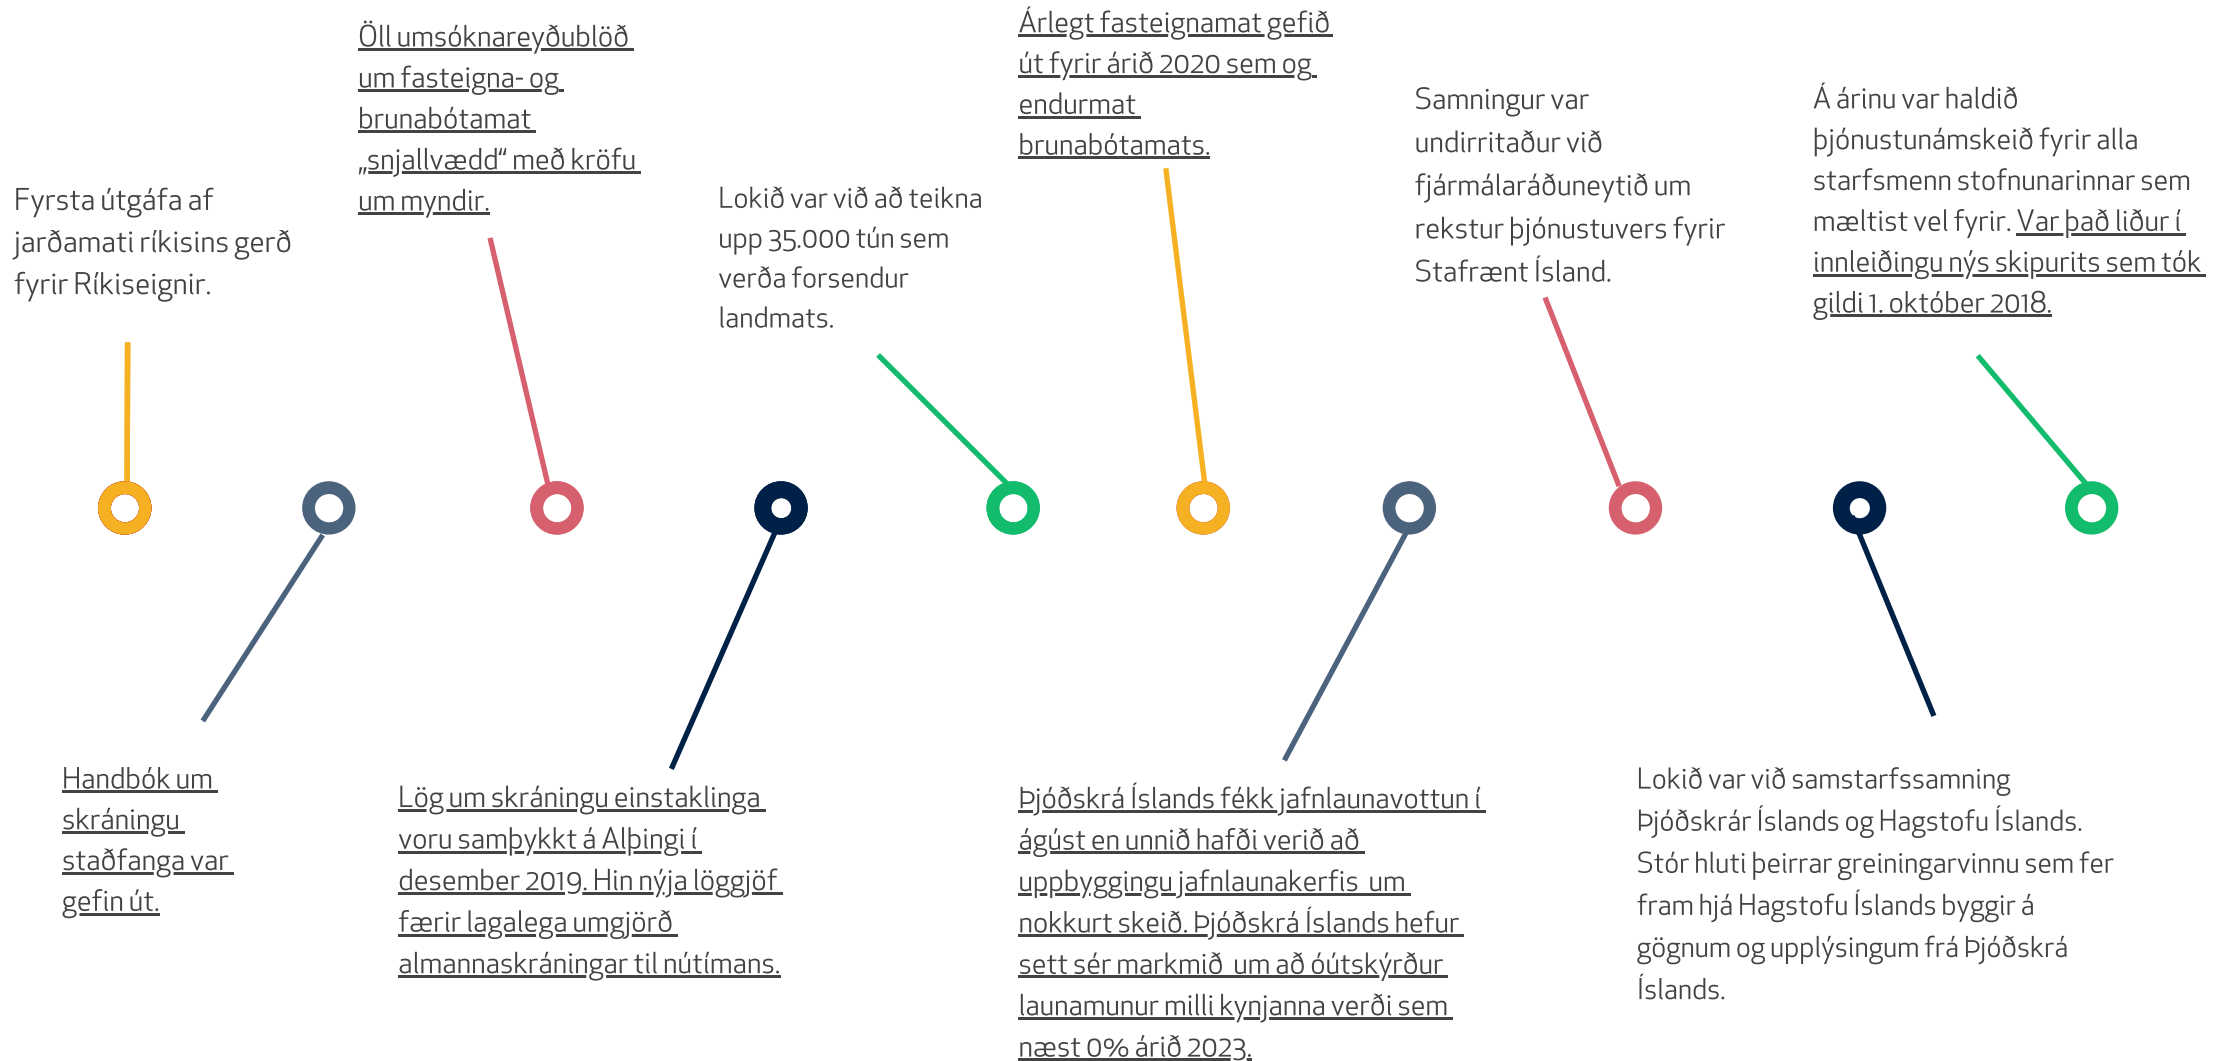 Fyrsta útgáfa af
jarðamati ríkisins gerð
fyrir Ríkiseignir.
Handbók um
skráningu
staðfanga var
gefin út.
Öll umsóknareyðublöð
um fasteigna- og
brunabótamat
„snjallvædd“ með kröfu
um myndir.
Lög um skráningu einstaklinga
voru samþykkt á Alþingi í
desember 2019. Hin nýja löggjöf
færir lagalega umgjörð
almannaskráningar til nútímans.
Lokið var við að teikna
upp 35.000 tún sem
verða forsendur
landmats.
Árlegt fasteignamat gefið
út fyrir árið 2020 sem og
endurmat
brunabótamats.
Þjóðskrá Íslands fékk jafnlaunavottun í
ágúst en unnið hafði verið að
uppbyggingu jafnlaunakerfis um
nokkurt skeið. Þjóðskrá Íslands hefur
sett sér markmið um að óútskýrður
launamunur milli kynjanna verði sem
næst 0% árið 2023.
Samningur var
undirritaður við
fjármálaráðuneytið um
rekstur þjónustuvers fyrir
Stafrænt Ísland.
Lokið var við samstarfssamning
Þjóðskrár Íslands og Hagstofu Íslands.
Stór hluti þeirrar greiningarvinnu sem fer
fram hjá Hagstofu Íslands byggir á
gögnum og upplýsingum frá Þjóðskrá
Íslands.
Á árinu var haldið
þjónustunámskeið fyrir alla
starfsmenn stofnunarinnar sem
mæltist vel fyrir. Var það liður í
innleiðingu nýs skipurits sem tók
gildi 1. október 2018.